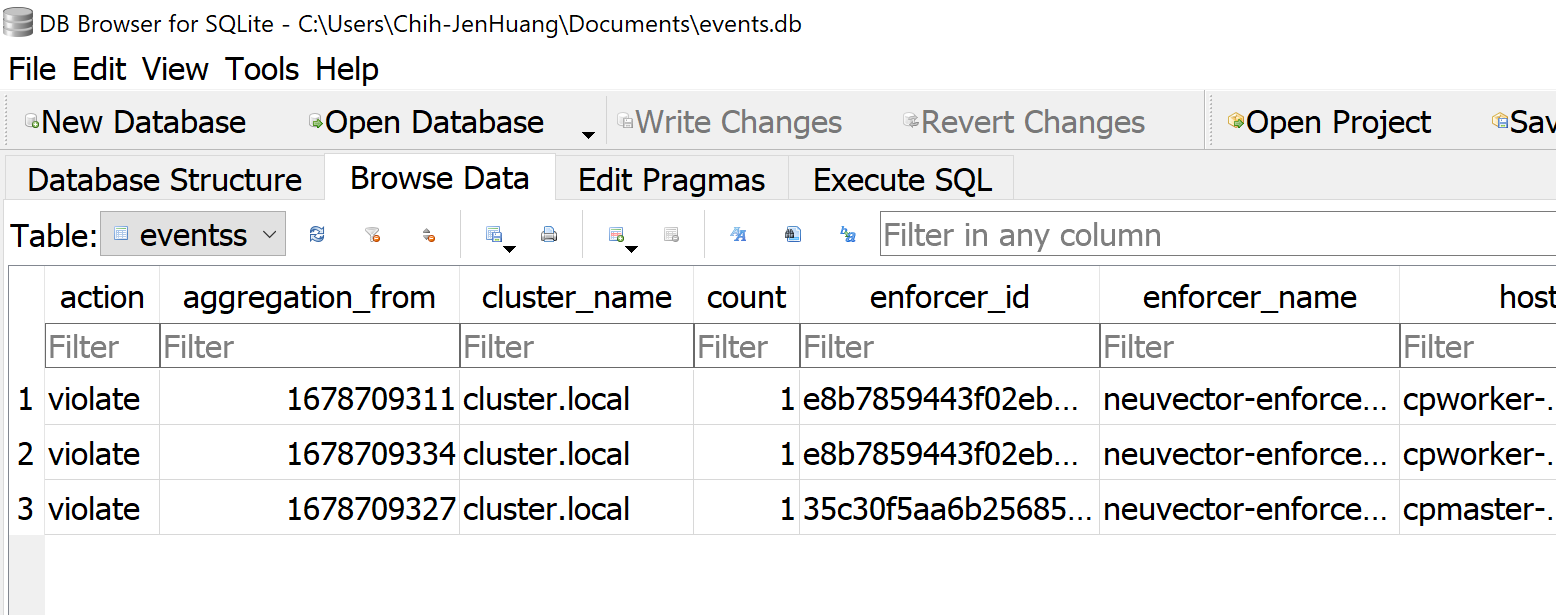 DB Browser for SQLite - C:\Users\Chih-JenHuang\Documents\events.db
File Edit View Tools Help
New Database Open Database Write Changes Revert Changes Open Project Sav
Database Structure Browse Data Edit Pragmas Execute SQL
Table: eventss Filter in any column
action aggregation_from cluster_name count enforcer_id enforcer_name host
Filter Filter Filter Filter Filter Filter Filter
1 violate 1678709311 cluster.local 1 e8b7859443f02eb... neuvector-enforce... cpworker-...
2 violate 1678709334 cluster.local 1 e8b7859443f02eb... neuvector-enforce... cpworker-...
3 violate 1678709327 cluster.local 1 35c30f5aa6b25685... neuvector-enforce... cpmaster-...